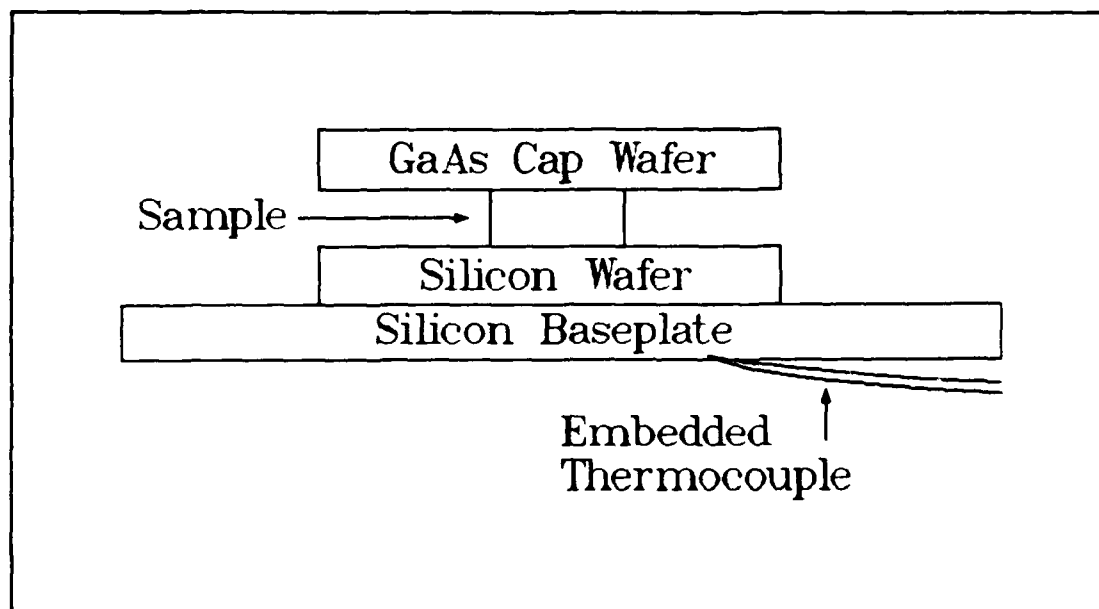 GaAs Cap Wafer
Sample
Silicon Wafer
Silicon Baseplate
Embedded
Thermocouple